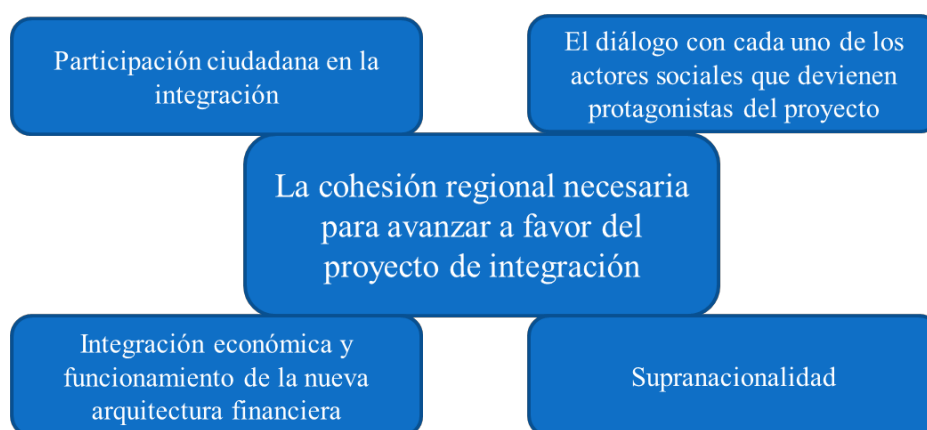 Participación ciudadana en la
integración
El diálogo con cada uno de los
actores sociales que devienen
protagonistas del proyecto
La cohesión regional necesaria
para avanzar a favor del
proyecto de integración
Integración económica y
funcionamiento de la nueva
arquitectura financiera
Supranacionalidad